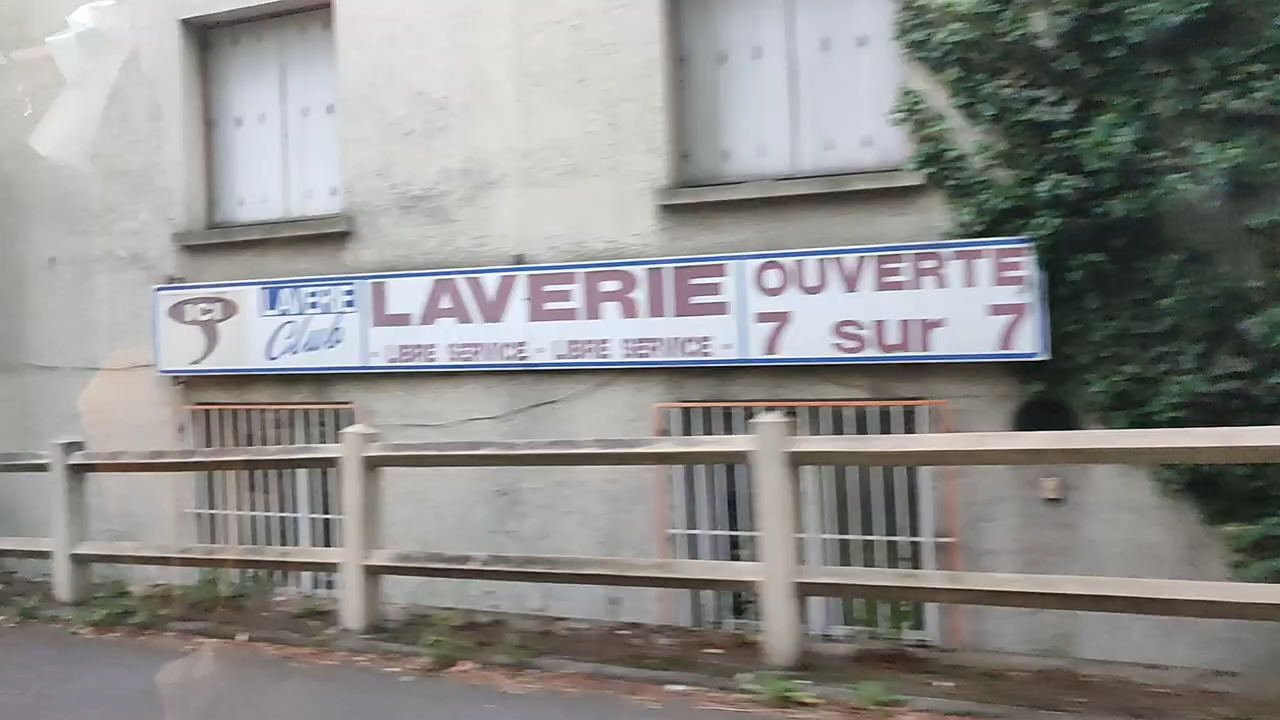 ICI
LAVERIE
Club
LAVERIE
- LIBRE SERVICE - LIBRE SERVICE -
OUVERTE
7 sur 7